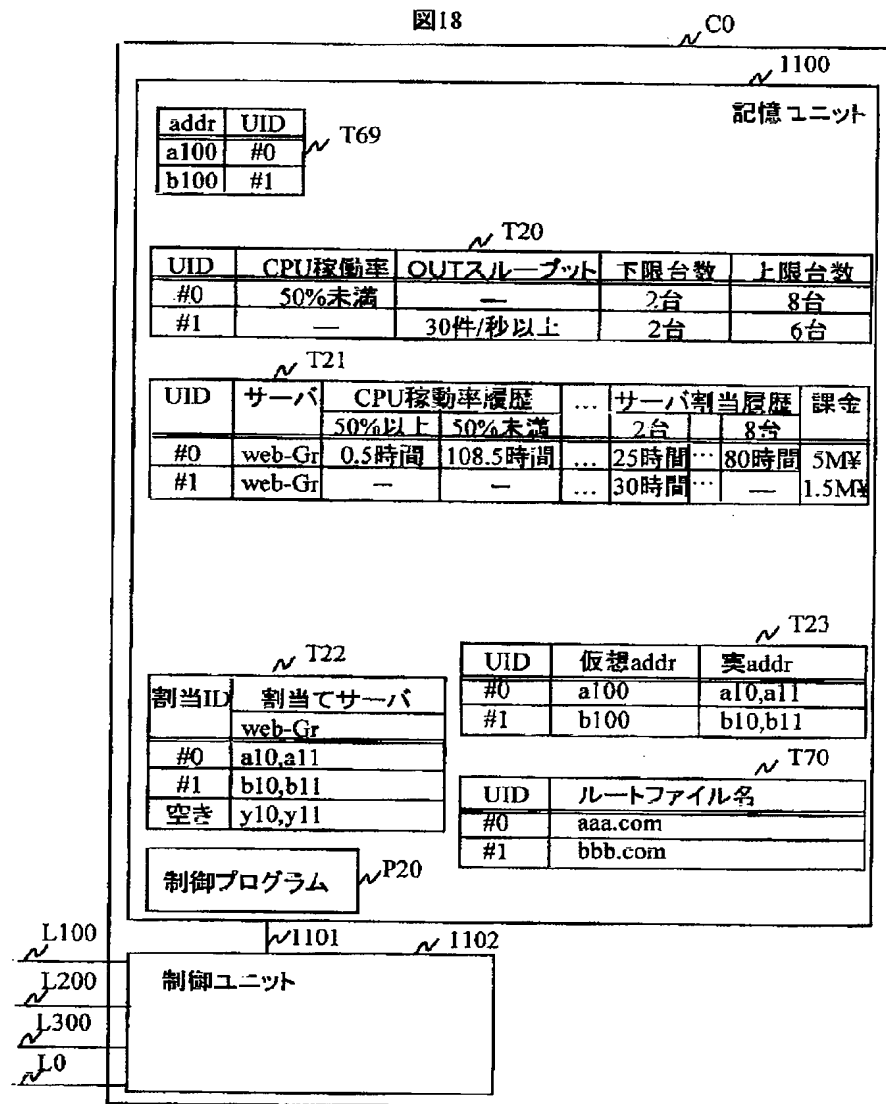 図18
C0
1100
記憶ユニット
addr UID
a100 #0
b100 #1
T69
T20
UID CPU稼働率 OUTスループット 下限台数 上限台数
#0 50%未満 — 2台 8台
#1 — 30件/秒以上 2台 6台
T21
UID サーバ CPU稼動率履歴 … サーバ割当履歴 課金
50%以上 50%未満 2台 8台
#0 web-Gr 0.5時間 108.5時間 … 25時間 … 80時間 5M¥
#1 web-Gr — — … 30時間 … — 1.5M¥
T22
割当ID 割当てサーバ
web-Gr
#0 a10,a11
#1 b10,b11
空き y10,y11
T23
UID 仮想addr 実addr
#0 a100 a10,a11
#1 b100 b10,b11
T70
UID ルートファイル名
#0 aaa.com
#1 bbb.com
制御プログラム
P20
1101
1102
L100
L200
L300
L0
制御ユニット